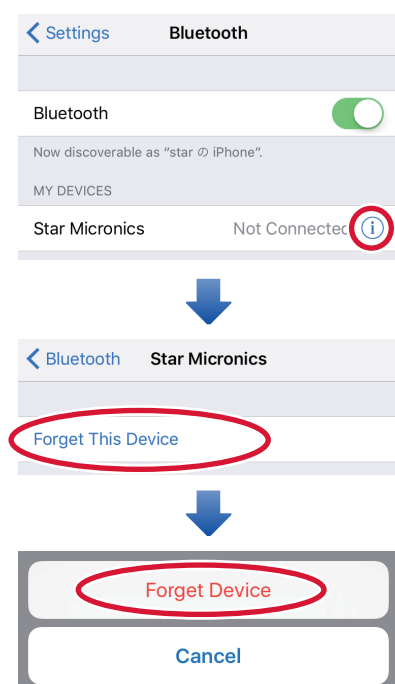 Settings Bluetooth
Bluetooth
Now discoverable as “star の iPhone”.
MY DEVICES
Star Micronics Not Connected
Bluetooth Star Micronics
Forget This Device
Forget Device
Cancel